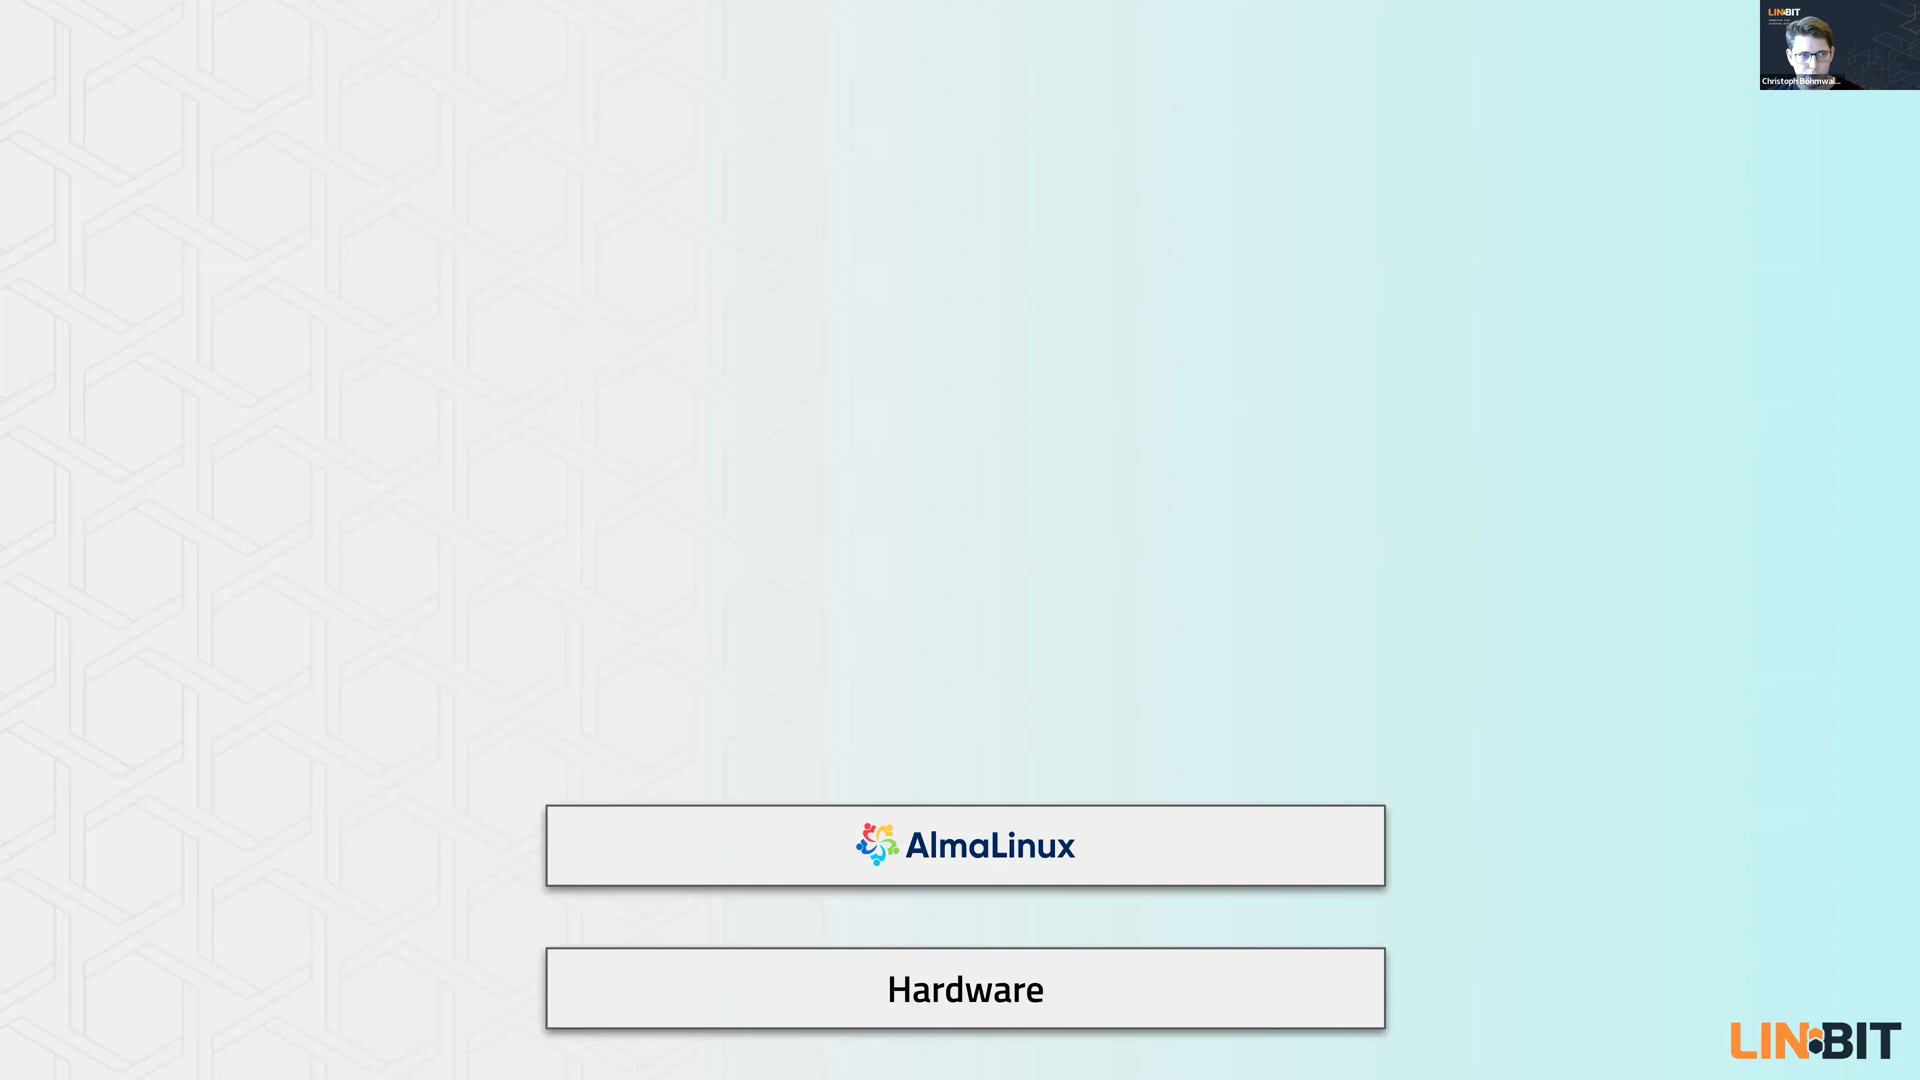 LINBIT
Christoph Böhmwal...
AlmaLinux
Hardware
LINBIT